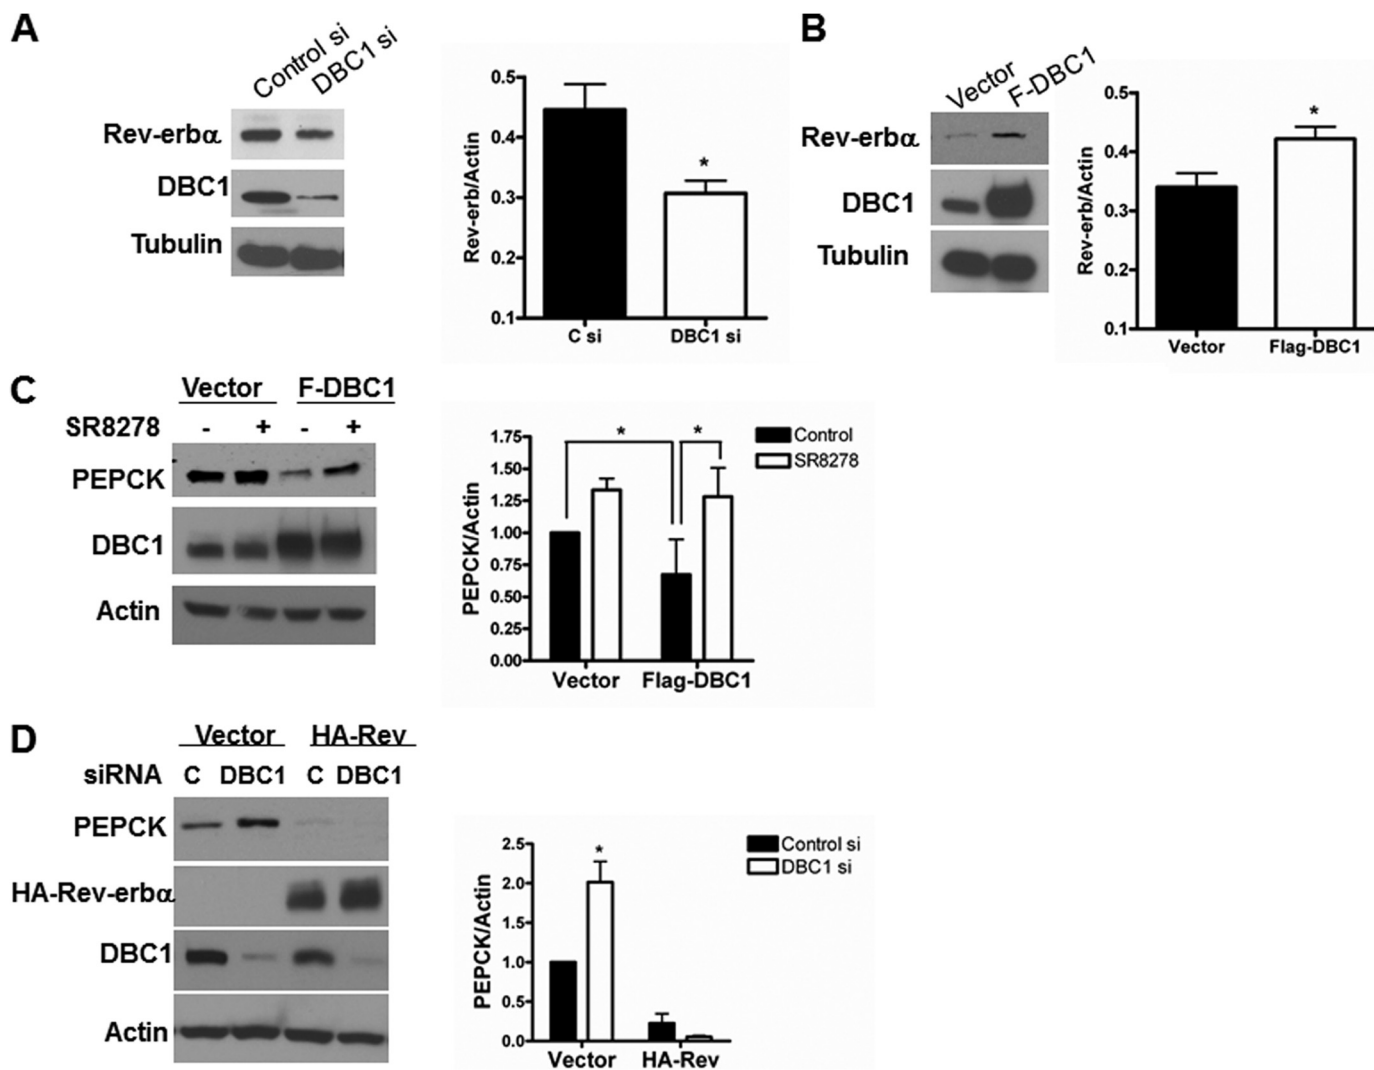 A
Control si
DBC1 si
Rev-erbα
DBC1
Tubulin
Rev-erb/Actin
0.5
0.4
0.3
0.2
0.1
*
C si
DBC1 si
B
Vector
F-DBC1
Rev-erbα
DBC1
Tubulin
Rev-erb/Actin
0.5
0.4
0.3
0.2
0.1
*
Vector
Flag-DBC1
C
Vector F-DBC1
SR8278 - + - +
PEPCK
DBC1
Actin
PEPCK/Actin
1.75
1.50
1.25
1.00
0.75
0.50
0.25
0.00
* *
Control
SR8278
Vector Flag-DBC1
D
Vector HA-Rev
siRNA C DBC1 C DBC1
PEPCK
HA-Rev-erbα
DBC1
Actin
PEPCK/Actin
2.5
2.0
1.5
1.0
0.5
0.0
*
Control si
DBC1 si
Vector HA-Rev